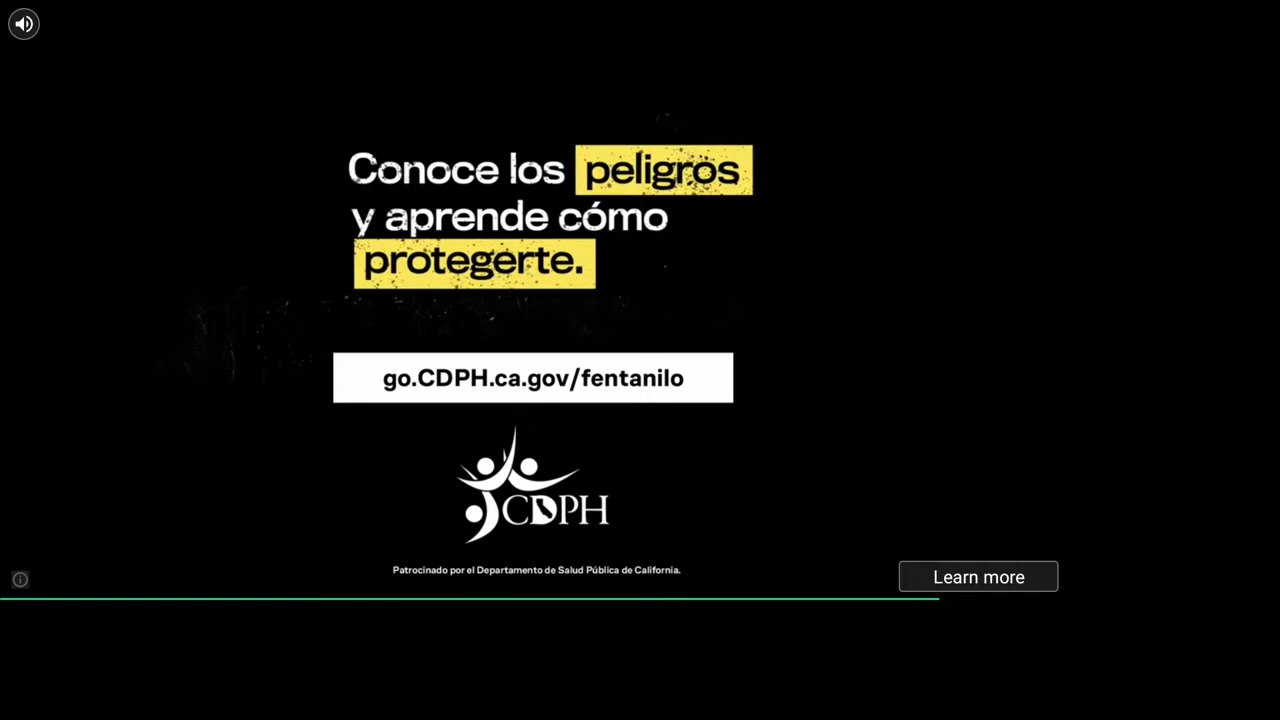 Conoce los peligros
y aprende cómo
protegerte.
go.CDPH.ca.gov/fentanilo
CDPH
Patrocinado por el Departamento de Salud Pública de California.
Learn more